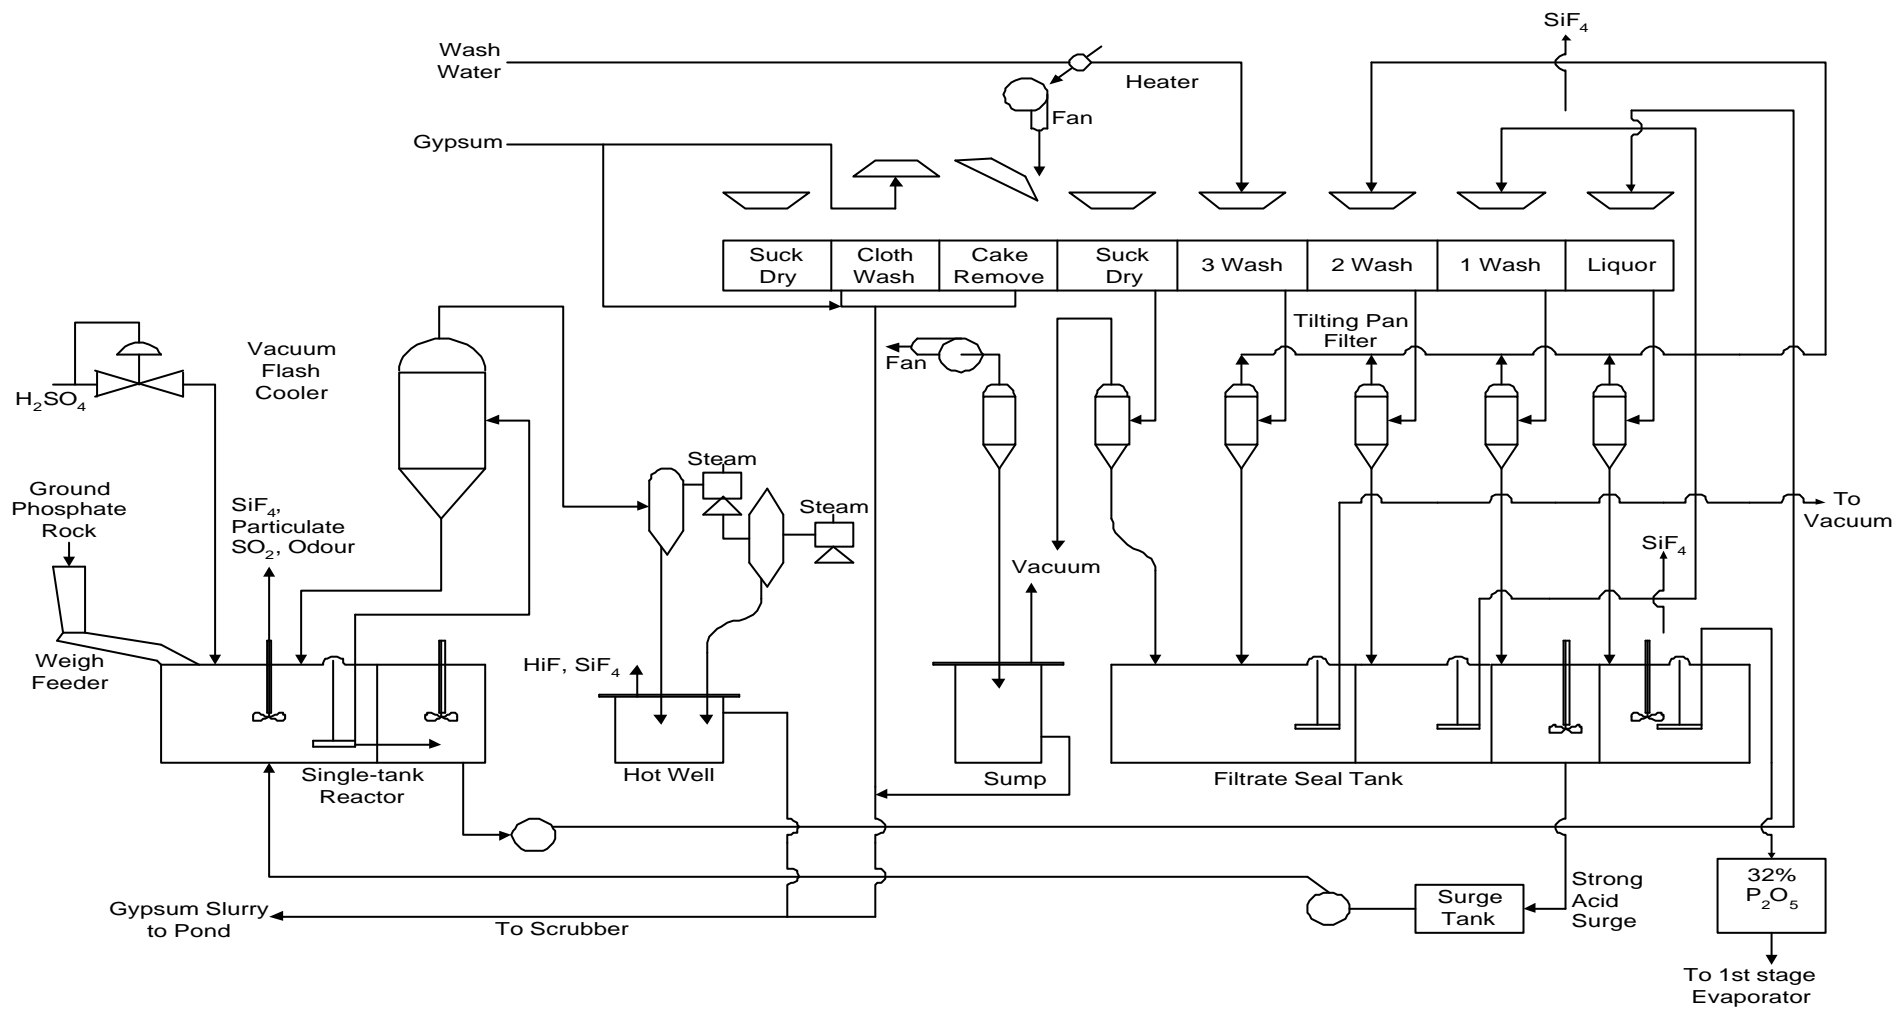 SiF4
Wash
Water
Heater
Fan
Gypsum
Suck
Dry
Cloth
Wash
Cake
Remove
Suck
Dry
3 Wash
2 Wash
1 Wash
Liquor
Tilting Pan
Filter
Vacuum
Flash
Cooler
Fan
H2SO4
Steam
Ground
Phosphate
Rock
SiF4,
Particulate
SO2, Odour
Steam
To
Vacuum
SiF4
Vacuum
Weigh
Feeder
HiF, SiF4
Single-tank
Reactor
Hot Well
Sump
Filtrate Seal Tank
32%
P2O5
Strong
Acid
Surge
Surge
Tank
Gypsum Slurry
to Pond
To Scrubber
To 1st stage
Evaporator